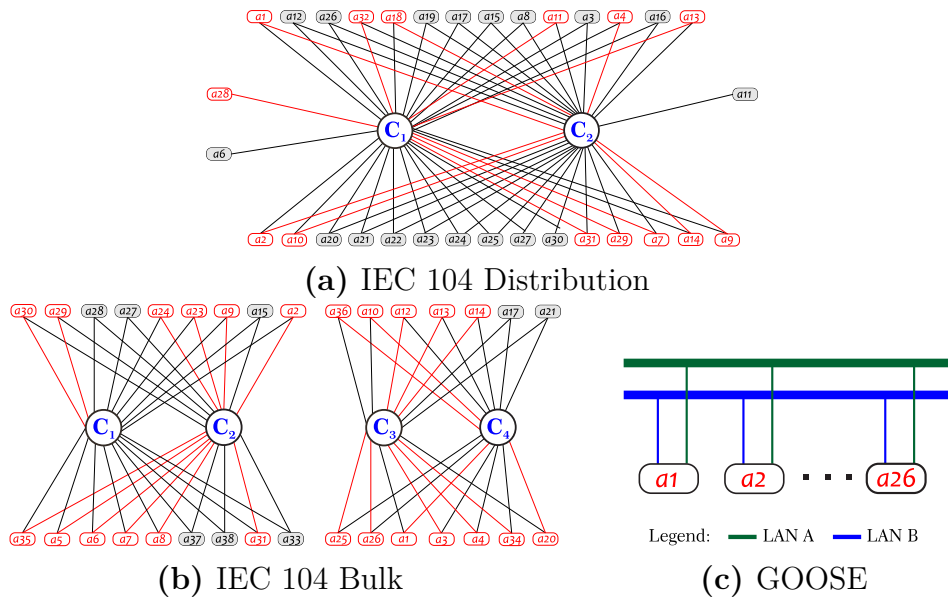 a1 a12 a26 a32 a18 a19 a17 a15 a8 a11 a3 a4 a16 a13
a28 a11
C1 C2
a6
a2 a10 a20 a21 a22 a23 a24 a25 a27 a30 a31 a29 a7 a14 a9
(a) IEC 104 Distribution
a30 a29 a28 a27 a24 a23 a9 a15 a2 a36 a10 a12 a13 a14 a17 a21
C1 C2 C3 C4
a1 a2 a26
a35 a5 a6 a7 a8 a37 a38 a31 a33 a25 a26 a1 a3 a4 a34 a20
Legend: LAN A LAN B
(b) IEC 104 Bulk (c) GOOSE